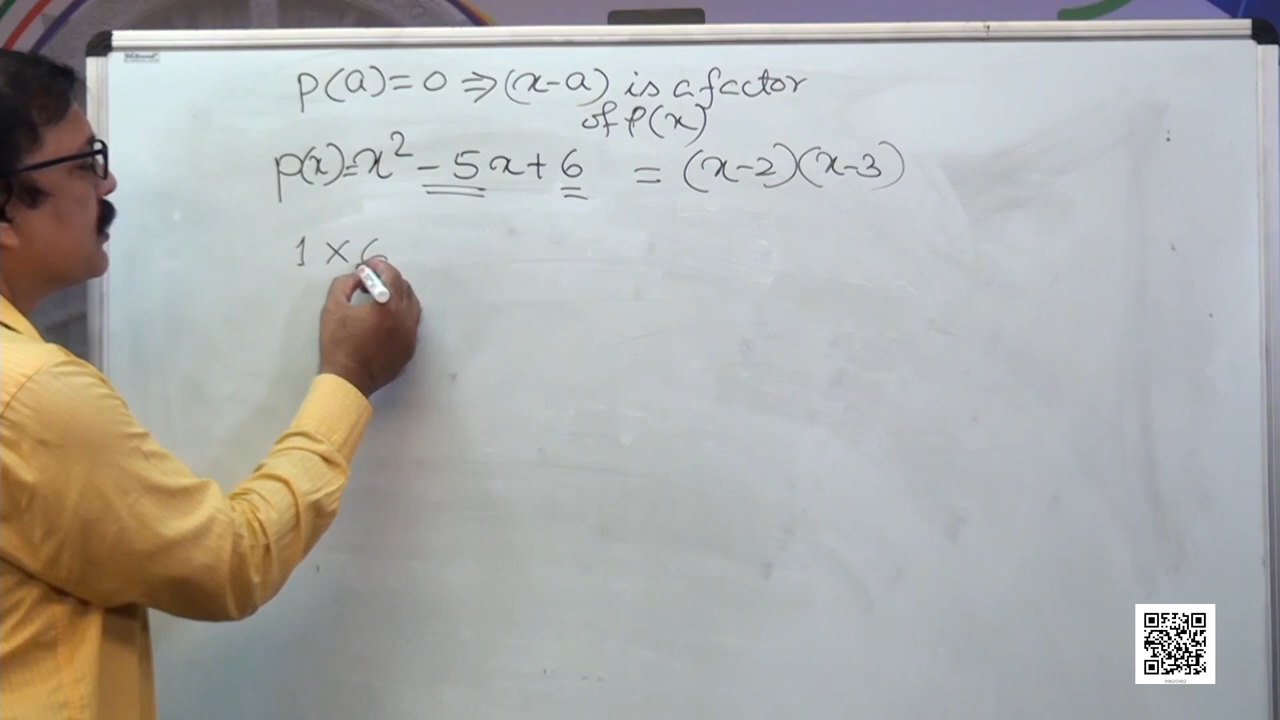 p(a)=0 ⇒(x-a) is a factor
of P(x)
p(x)=x² - 5x + 6 = (x-2)(x-3)
1 × 6